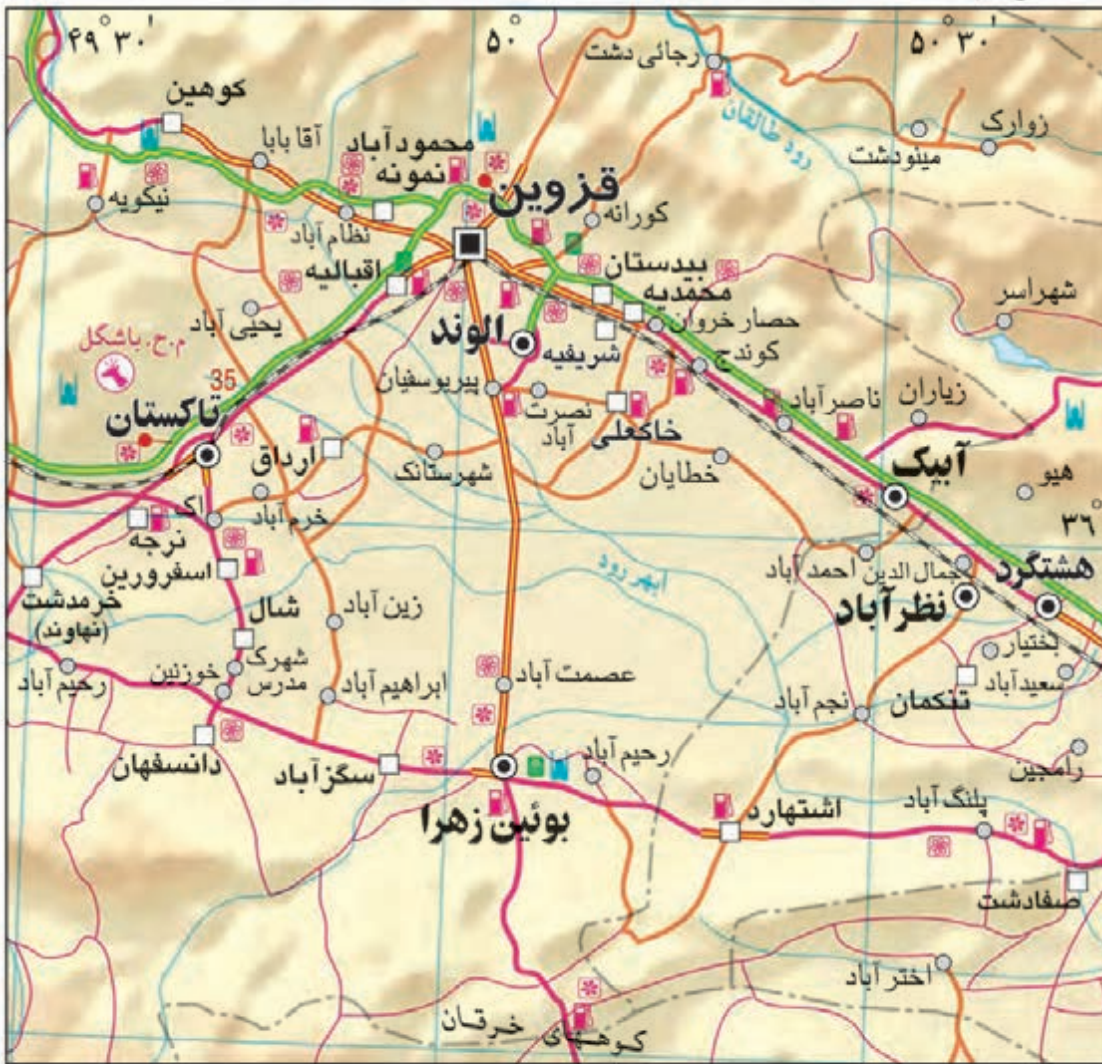 ۴۹° ۳۰'
۵۰°
۵۰° ۳۰'
رجائی دشت
کوهین
رود طالقان
زوارک
مینودشت
آقا بابا
محمود آباد
نمونه
قزوین
نیکویه
نظام آباد
کورانه
اقبالیه
بیدستان
محمدیه
شهراسر
یحیی آباد
الوند
حصار خروان
شریفیه
کوندج
م.ح. باشگل
35
تاکستان
پیریوسفیان
نصرت
آباد
ناصر آباد
زیاران
خاکعلی
ارداق
شهرستانک
خطایان
آبیک
هیو
اک
خرم آباد
۳۶°
نرجه
اسفرورین
ابهر رود
احمد آباد
جمال الدین
هشتگرد
نظرآباد
خرمدشت
(نهاوند)
شال
زین آباد
بختیار
رحیم آباد
خوزنین
شهرک
مدرس
ابراهیم آباد
عصمت آباد
نجم آباد
تنکمان
سعیدآباد
دانسفهان
سگزآباد
رحیم آباد
رامجین
بوئین زهرا
اشتهارد
پلنگ آباد
صفادشت
اختر آباد
کوههای خرقان